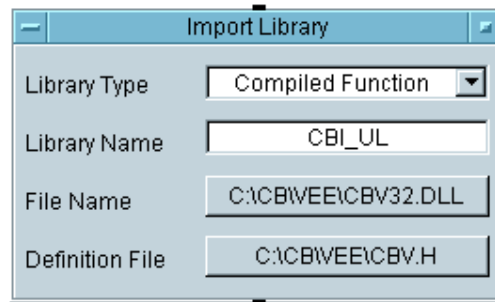 Import Library
Library Type Compiled Function
Library Name CBI_UL
File Name C:\CB\VEE\CBV32.DLL
Definition File C:\CB\VEE\CBV.H